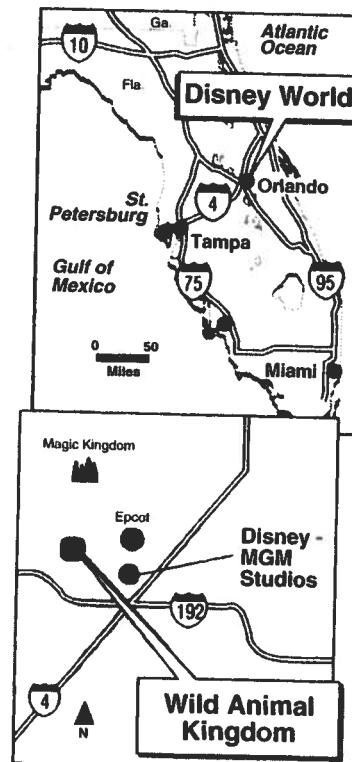 Ga.
Atlantic
Ocean
10
Fla
Disney World
Orlando
4
St.
Petersburg
Tampa
Gulf of
Mexico
75
95
0 50
Miles
Miami
Magic Kingdom
Epcot
Disney -
MGM
Studios
192
4
N
Wild Animal
Kingdom